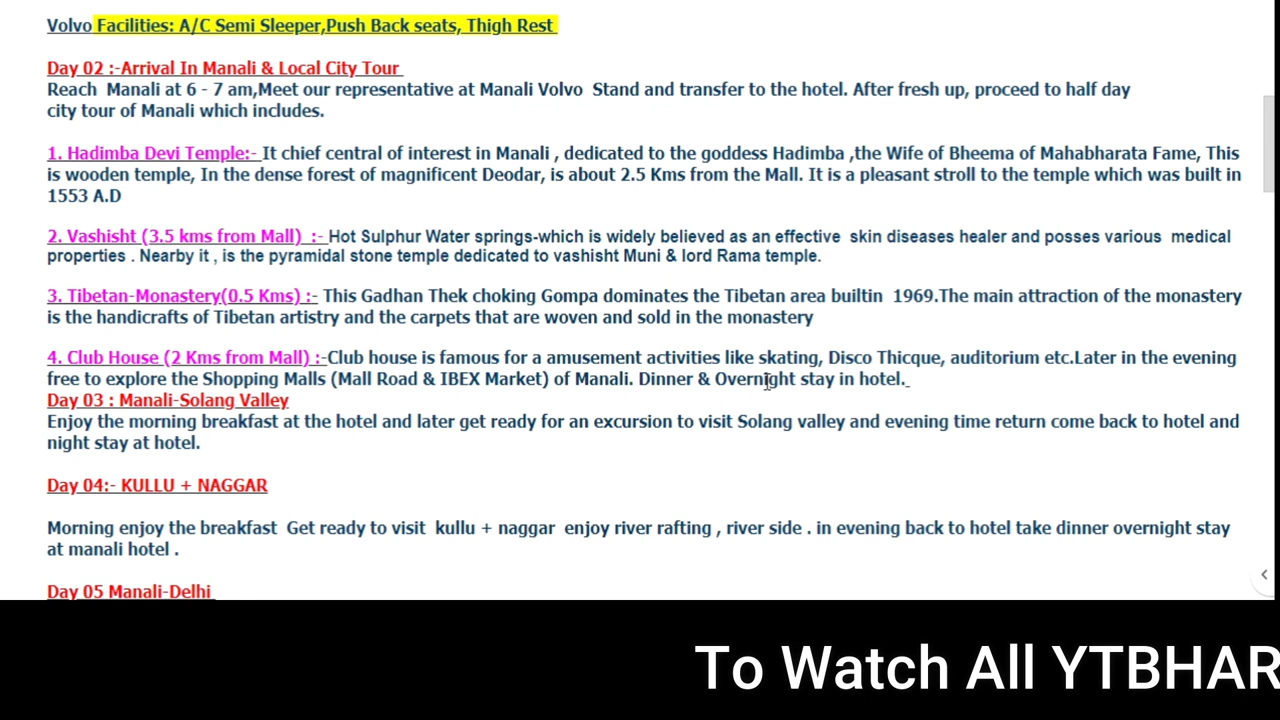 Volvo Facilities: A/C Semi Sleeper,Push Back seats, Thigh Rest
Day 02 :-Arrival In Manali & Local City Tour
Reach Manali at 6 - 7 am,Meet our representative at Manali Volvo Stand and transfer to the hotel. After fresh up, proceed to half day
city tour of Manali which includes.
1. Hadimba Devi Temple:- It chief central of interest in Manali , dedicated to the goddess Hadimba ,the Wife of Bheema of Mahabharata Fame, This
is wooden temple, In the dense forest of magnificent Deodar, is about 2.5 Kms from the Mall. It is a pleasant stroll to the temple which was built in
1553 A.D
2. Vashisht (3.5 kms from Mall) :- Hot Sulphur Water springs-which is widely believed as an effective skin diseases healer and posses various medical
properties . Nearby it , is the pyramidal stone temple dedicated to vashisht Muni & lord Rama temple.
3. Tibetan-Monastery(0.5 Kms) :- This Gadhan Thek choking Gompa dominates the Tibetan area builtin 1969.The main attraction of the monastery
is the handicrafts of Tibetan artistry and the carpets that are woven and sold in the monastery
4. Club House (2 Kms from Mall) :-Club house is famous for a amusement activities like skating, Disco Thicque, auditorium etc.Later in the evening
free to explore the Shopping Malls (Mall Road & IBEX Market) of Manali. Dinner & Overnight stay in hotel.
Day 03 : Manali-Solang Valley
Enjoy the morning breakfast at the hotel and later get ready for an excursion to visit Solang valley and evening time return come back to hotel and
night stay at hotel.
Day 04:- KULLU + NAGGAR
Morning enjoy the breakfast Get ready to visit kullu + naggar enjoy river rafting , river side . in evening back to hotel take dinner overnight stay
at manali hotel .
Day 05 Manali-Delhi
To Watch All YTBHAR